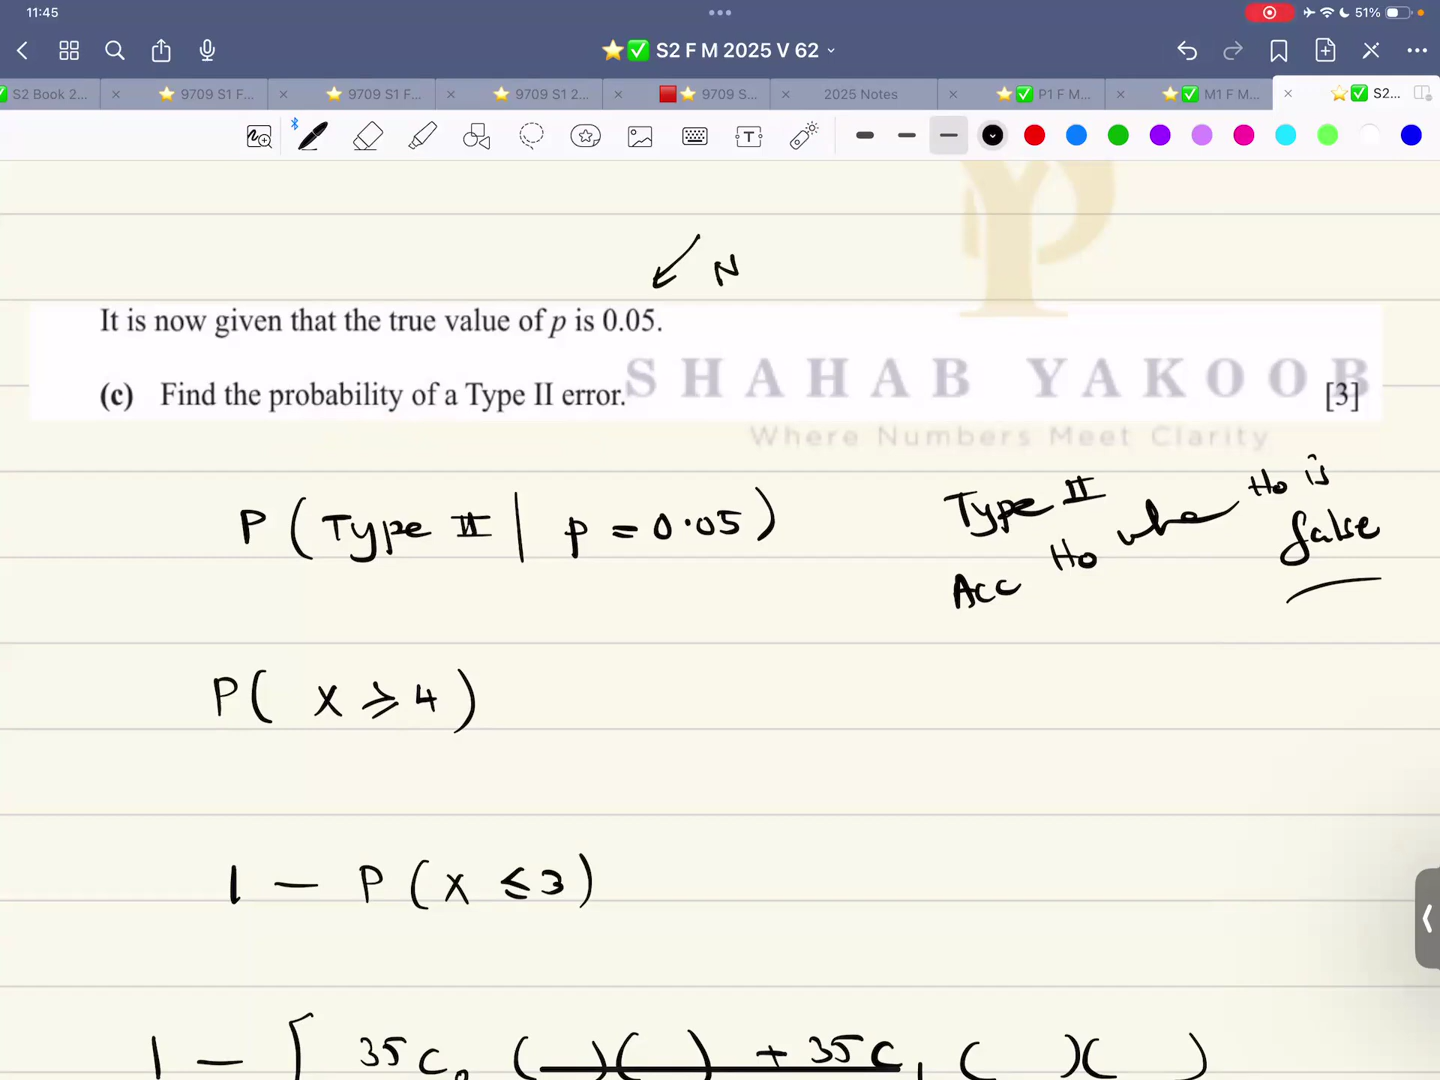 11:45
51%
S2 F M 2025 V 62
S2 Book 2...
9709 S1 F...
9709 S1 F...
9709 S1 2...
9709 S...
2025 Notes
P1 F M...
M1 F M...
S2...
N
It is now given that the true value of p is 0.05.
(c) Find the probability of a Type II error. [3]
SHAHAB YAKOOB
Where Numbers Meet Clarity
P ( Type II | p = 0.05 )
Type II
Acc Ho when Ho is false
P( X ⩾ 4 )
1 − P ( X ≤ 3 )
1 − [ 35C₀ ( )( ) + 35C₁ ( )( )